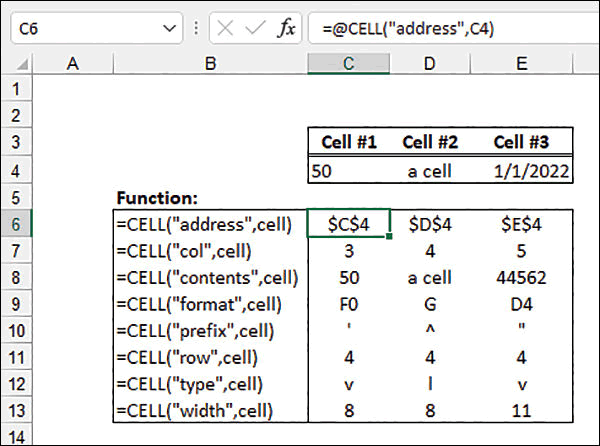 C6 fx =@CELL("address",C4)
A B C D E
1
2
3 Cell #1 Cell #2 Cell #3
4 50 a cell 1/1/2022
5 Function:
6 =CELL("address",cell) $C$4 $D$4 $E$4
7 =CELL("col",cell) 3 4 5
8 =CELL("contents",cell) 50 a cell 44562
9 =CELL("format",cell) F0 G D4
10 =CELL("prefix",cell) ' ^ "
11 =CELL("row",cell) 4 4 4
12 =CELL("type",cell) v l v
13 =CELL("width",cell) 8 8 11
14